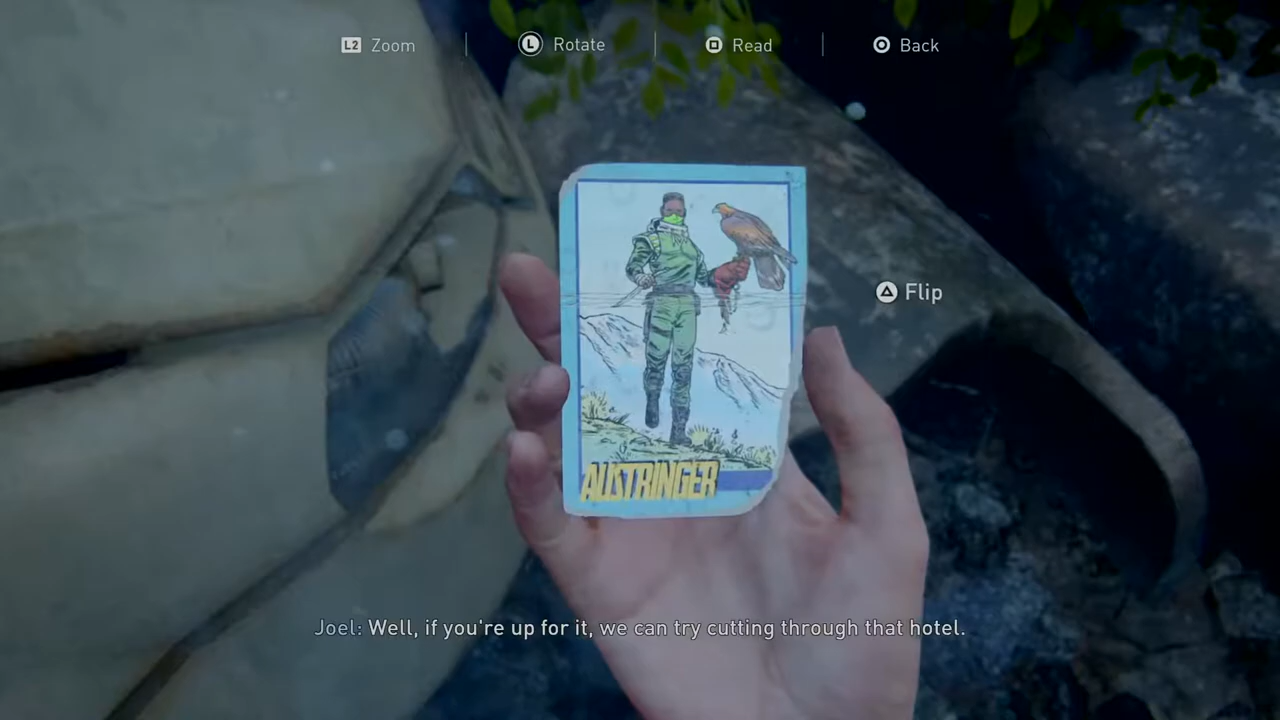 L2 Zoom
L Rotate
Read
Back
Flip
AUSTRINGER
Joel: Well, if you're up for it, we can try cutting through that hotel.